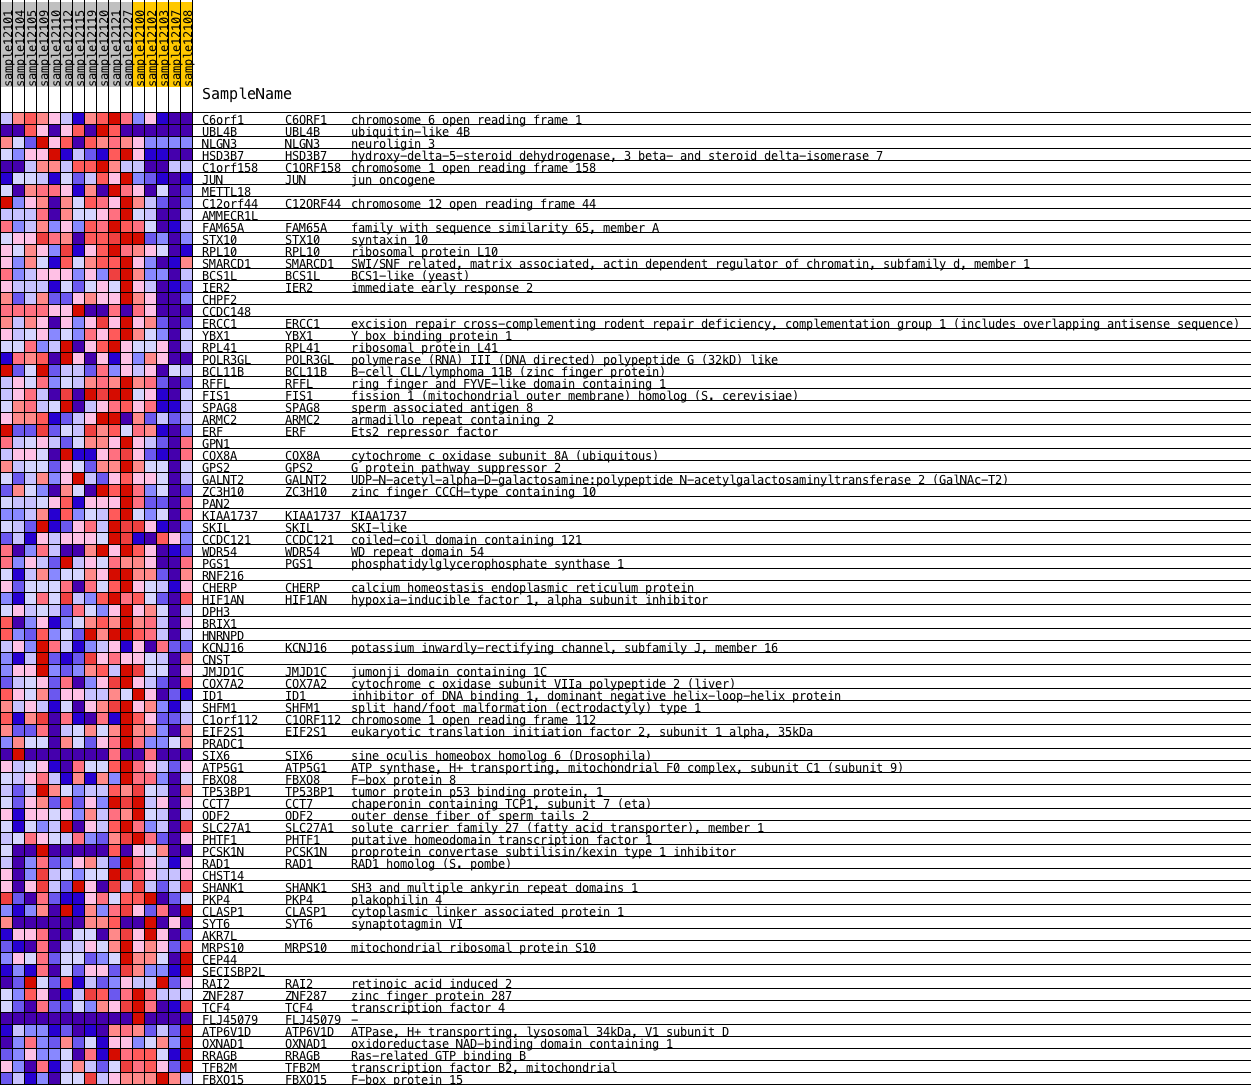 sample12101 sample12104 sample12105 sample12109 sample12110 sample12112 sample12115 sample12119 sample12120 sample12121 sample12127 sample12100 sample12102 sample12103 sample12107 sample12108
SampleName
C6orf1 C6ORF1 chromosome 6 open reading frame 1
UBL4B UBL4B ubiquitin-like 4B
NLGN3 NLGN3 neuroligin 3
HSD3B7 HSD3B7 hydroxy-delta-5-steroid dehydrogenase, 3 beta- and steroid delta-isomerase 7
C1orf158 C1ORF158 chromosome 1 open reading frame 158
JUN JUN jun oncogene
METTL18
C12orf44 C12ORF44 chromosome 12 open reading frame 44
AMMECR1L
FAM65A FAM65A family with sequence similarity 65, member A
STX10 STX10 syntaxin 10
RPL10 RPL10 ribosomal protein L10
SMARCD1 SMARCD1 SWI/SNF related, matrix associated, actin dependent regulator of chromatin, subfamily d, member 1
BCS1L BCS1L BCS1-like (yeast)
IER2 IER2 immediate early response 2
CHPF2
CCDC148
ERCC1 ERCC1 excision repair cross-complementing rodent repair deficiency, complementation group 1 (includes overlapping antisense sequence)
YBX1 YBX1 Y box binding protein 1
RPL41 RPL41 ribosomal protein L41
POLR3GL POLR3GL polymerase (RNA) III (DNA directed) polypeptide G (32kD) like
BCL11B BCL11B B-cell CLL/lymphoma 11B (zinc finger protein)
RFFL RFFL ring finger and FYVE-like domain containing 1
FIS1 FIS1 fission 1 (mitochondrial outer membrane) homolog (S. cerevisiae)
SPAG8 SPAG8 sperm associated antigen 8
ARMC2 ARMC2 armadillo repeat containing 2
ERF ERF Ets2 repressor factor
GPN1
COX8A COX8A cytochrome c oxidase subunit 8A (ubiquitous)
GPS2 GPS2 G protein pathway suppressor 2
GALNT2 GALNT2 UDP-N-acetyl-alpha-D-galactosamine:polypeptide N-acetylgalactosaminyltransferase 2 (GalNAc-T2)
ZC3H10 ZC3H10 zinc finger CCCH-type containing 10
PAN2
KIAA1737 KIAA1737 KIAA1737
SKIL SKIL SKI-like
CCDC121 CCDC121 coiled-coil domain containing 121
WDR54 WDR54 WD repeat domain 54
PGS1 PGS1 phosphatidylglycerophosphate synthase 1
RNF216
CHERP CHERP calcium homeostasis endoplasmic reticulum protein
HIF1AN HIF1AN hypoxia-inducible factor 1, alpha subunit inhibitor
DPH3
BRIX1
HNRNPD
KCNJ16 KCNJ16 potassium inwardly-rectifying channel, subfamily J, member 16
CNST
JMJD1C JMJD1C jumonji domain containing 1C
COX7A2 COX7A2 cytochrome c oxidase subunit VIIa polypeptide 2 (liver)
ID1 ID1 inhibitor of DNA binding 1, dominant negative helix-loop-helix protein
SHFM1 SHFM1 split hand/foot malformation (ectrodactyly) type 1
C1orf112 C1ORF112 chromosome 1 open reading frame 112
EIF2S1 EIF2S1 eukaryotic translation initiation factor 2, subunit 1 alpha, 35kDa
PRADC1
SIX6 SIX6 sine oculis homeobox homolog 6 (Drosophila)
ATP5G1 ATP5G1 ATP synthase, H+ transporting, mitochondrial F0 complex, subunit C1 (subunit 9)
FBXO8 FBXO8 F-box protein 8
TP53BP1 TP53BP1 tumor protein p53 binding protein, 1
CCT7 CCT7 chaperonin containing TCP1, subunit 7 (eta)
ODF2 ODF2 outer dense fiber of sperm tails 2
SLC27A1 SLC27A1 solute carrier family 27 (fatty acid transporter), member 1
PHTF1 PHTF1 putative homeodomain transcription factor 1
PCSK1N PCSK1N proprotein convertase subtilisin/kexin type 1 inhibitor
RAD1 RAD1 RAD1 homolog (S. pombe)
CHST14
SHANK1 SHANK1 SH3 and multiple ankyrin repeat domains 1
PKP4 PKP4 plakophilin 4
CLASP1 CLASP1 cytoplasmic linker associated protein 1
SYT6 SYT6 synaptotagmin VI
AKR7L
MRPS10 MRPS10 mitochondrial ribosomal protein S10
CEP44
SECISBP2L
RAI2 RAI2 retinoic acid induced 2
ZNF287 ZNF287 zinc finger protein 287
TCF4 TCF4 transcription factor 4
FLJ45079 FLJ45079 -
ATP6V1D ATP6V1D ATPase, H+ transporting, lysosomal 34kDa, V1 subunit D
OXNAD1 OXNAD1 oxidoreductase NAD-binding domain containing 1
RRAGB RRAGB Ras-related GTP binding B
TFB2M TFB2M transcription factor B2, mitochondrial
FBXO15 FBXO15 F-box protein 15